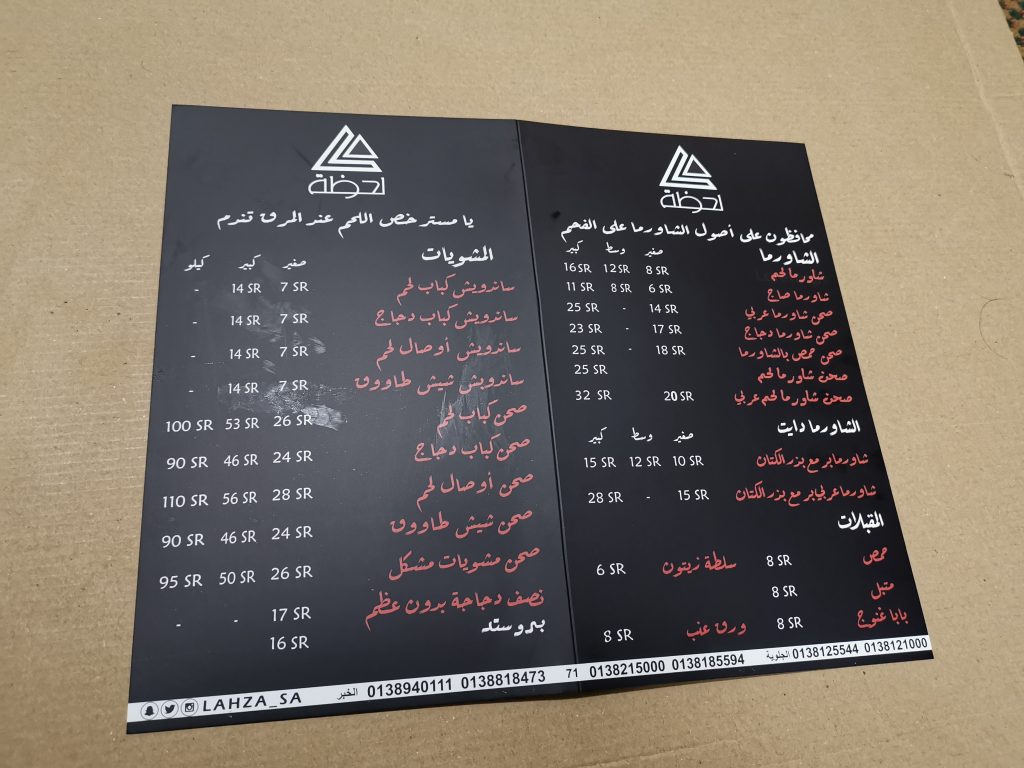 لحظة
محافظون على أصول الشاورما على الفحم
الشاورما صغير وسط كبير
شاورما لحم 8 SR 12 SR 16 SR
شاورما صاج 6 SR 8 SR 11 SR
صحن شاورما عربي 14 SR - 25 SR
صحن شاورما دجاج 17 SR - 23 SR
صحن حمص بالشاورما 18 SR - 25 SR
صحن شاورما لحم 25 SR
صحن شاورما لحم عربي 20 SR 32 SR
الشاورما دايت صغير وسط كبير
شاورما بر مع بزر الكتان 10 SR 12 SR 15 SR
شاورما عربي بر مع بزر الكتان 15 SR - 28 SR
المقبلات
حمص 8 SR سلطة زيتون 6 SR
متبل 8 SR
بابا غنوج 8 SR ورق عنب 8 SR
71 0138215000 0138185594 الجلوية 0138125544 0138121000
لحظة
يا مسترخص اللحم عند المرق تندم
المشويات صغير كبير كيلو
ساندويش كباب لحم 7 SR 14 SR -
ساندويش كباب دجاج 7 SR 14 SR -
ساندويش أوصال لحم 7 SR 14 SR -
ساندويش شيش طاووق 7 SR 14 SR -
صحن كباب لحم 26 SR 53 SR 100 SR
صحن كباب دجاج 24 SR 46 SR 90 SR
صحن أوصال لحم 28 SR 56 SR 110 SR
صحن شيش طاووق 24 SR 46 SR 90 SR
صحن مشويات مشكل 26 SR 50 SR 95 SR
نصف دجاجة بدون عظم 17 SR - -
بروستد 16 SR
LAHZA_SA الخبر 0138940111 0138818473